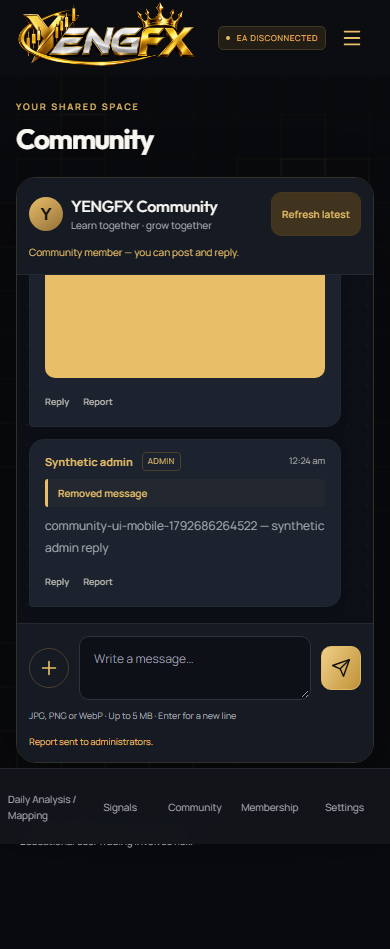 YENGFX
EA DISCONNECTED
YOUR SHARED SPACE
Community
Y
YENGFX Community
Learn together · grow together
Refresh latest
Community member — you can post and reply.
Reply Report
Synthetic admin ADMIN 12:24 am
Removed message
community-ui-mobile-1792686264522 — synthetic
admin reply
Reply Report
Write a message...
JPG, PNG or WebP · Up to 5 MB · Enter for a new line
Report sent to administrators.
Daily Analysis /
Mapping
Signals
Community
Membership
Settings